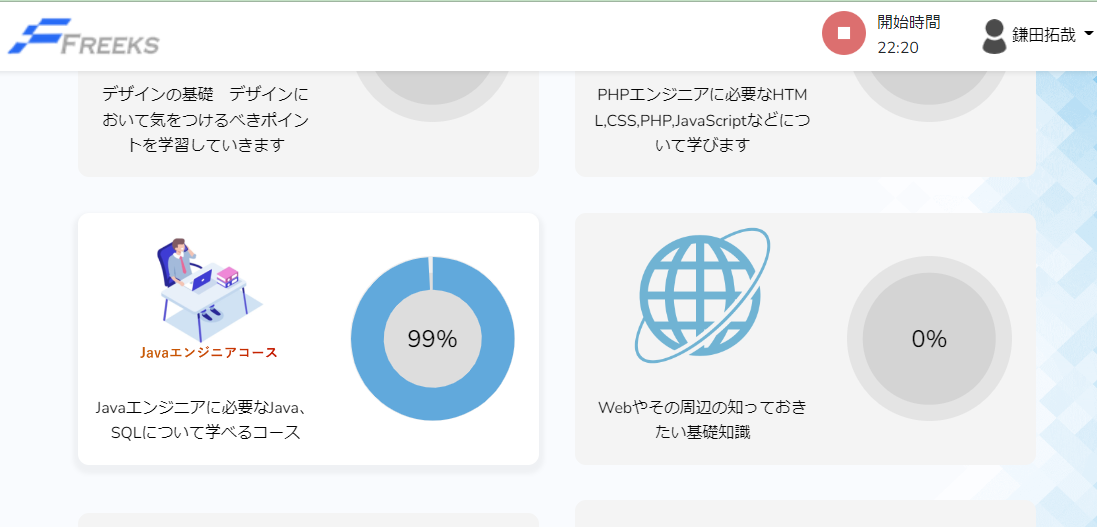 FREEKS
開始時間
22:20
鎌田拓哉
デザインの基礎　デザインに
おいて気をつけるべきポイン
トを学習していきます
PHPエンジニアに必要なHTM
L,CSS,PHP,JavaScriptなどにつ
いて学びます
Javaエンジニアコース
99%
Javaエンジニアに必要なJava、
SQLについて学べるコース
0%
Webやその周辺の知っておき
たい基礎知識